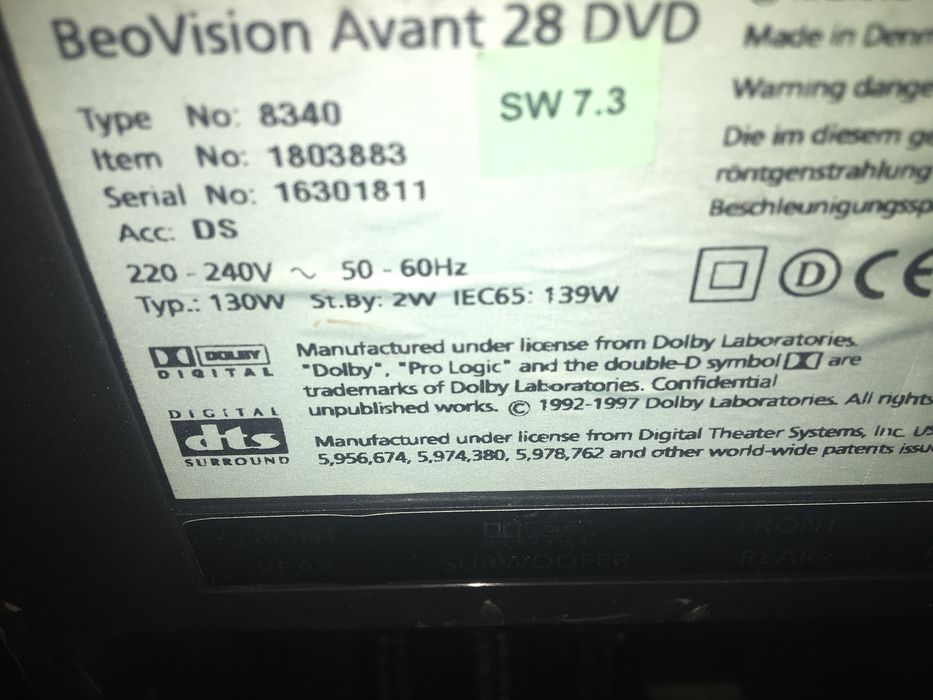 BeoVision Avant 28 DVD
SW 7.3
Type No: 8340
Item No: 1803883
Serial No: 16301811
Acc: DS
220 - 240V ~ 50 - 60Hz
Typ.: 130W St.By: 2W IEC65: 139W
Made in Denm
Warning dange
Die im diesem ge
röntgenstrahlung
Beschleunigungssp
D CE
DOLBY
DIGITAL
Manufactured under license from Dolby Laboratories.
"Dolby", "Pro Logic" and the double-D symbol are
trademarks of Dolby Laboratories. Confidential
unpublished works. © 1992-1997 Dolby Laboratories. All rights
DIGITAL
dts
SURROUND
Manufactured under license from Digital Theater Systems, Inc. US
5,956,674, 5,974,380, 5,978,762 and other world-wide patents issu
FRONT
REAR
SUBWOOFER
FRONT
REAR